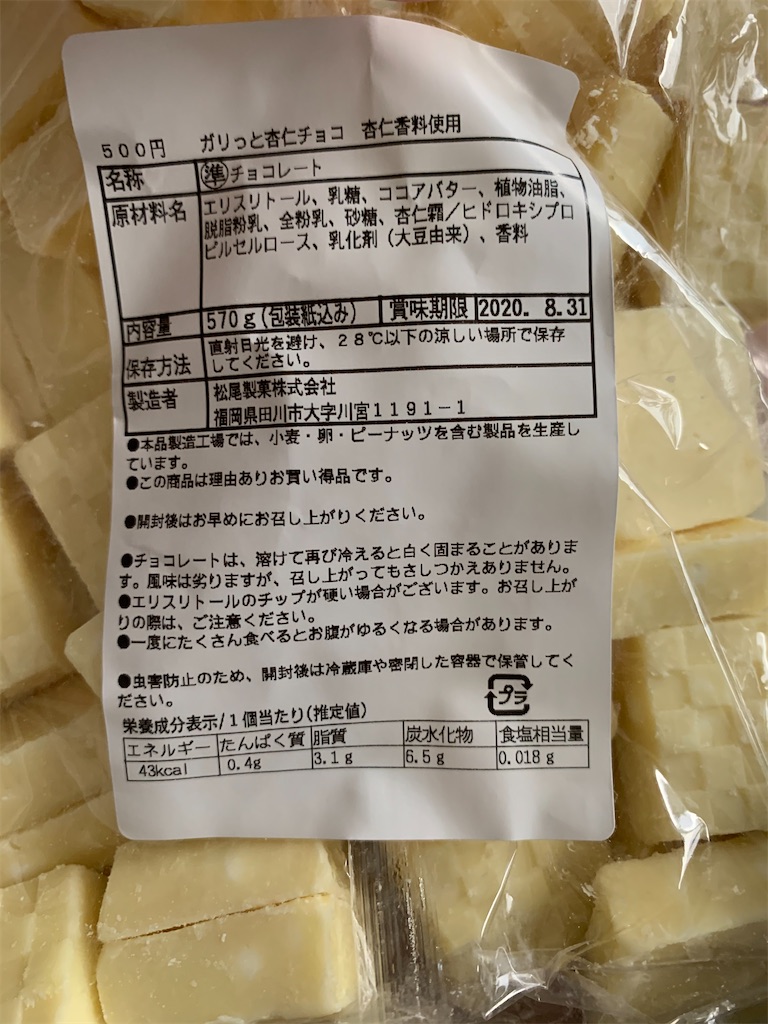 500円 ガリっと杏仁チョコ 杏仁香料使用
名称 準チョコレート
原材料名 エリスリトール、乳糖、ココアバター、植物油脂、
脱脂粉乳、全粉乳、砂糖、杏仁霜／ヒドロキシプロ
ピルセルロース、乳化剤（大豆由来）、香料
内容量 570ｇ(包装紙込み) 賞味期限 2020. 8.31
保存方法 直射日光を避け、２８℃以下の涼しい場所で保存
してください。
製造者 松尾製菓株式会社
福岡県田川市大字川宮１１９１－１
●本品製造工場では、小麦・卵・ピーナッツを含む製品を生産し
ています。
●この商品は理由ありお買い得品です。
●開封後はお早めにお召し上がりください。
●チョコレートは、溶けて再び冷えると白く固まることがありま
す。風味は劣りますが、召し上がってもさしつかえありません。
●エリスリトールのチップが硬い場合がございます。お召し上が
りの際は、ご注意ください。
●一度にたくさん食べるとお腹がゆるくなる場合があります。
●虫害防止のため、開封後は冷蔵庫や密閉した容器で保管してく
ださい。
プラ
栄養成分表示/１個当たり(推定値)
エネルギー たんぱく質 脂質 炭水化物 食塩相当量
43kcal 0.4g 3.1ｇ 6.5ｇ 0.018ｇ